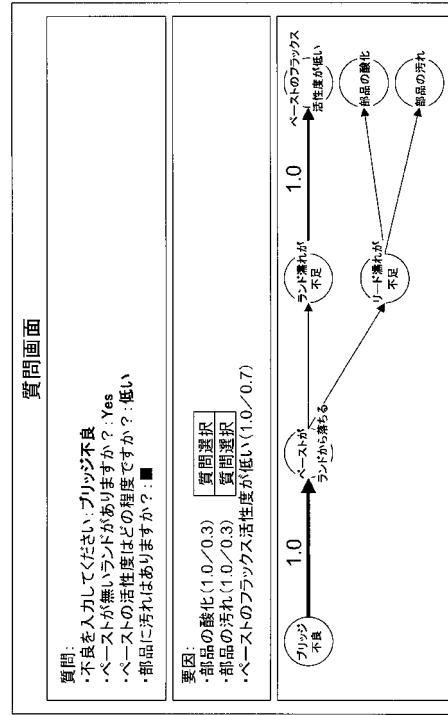 質問画面
質問:
・不良を入力してください:ブリッジ不良
・ペーストが無いランドがありますか?:Yes
・ペーストの活性度はどの程度ですか?:低い
・部品に汚れはありますか?:■
要因:
・部品の酸化(1.0/0.3) 質問選択
・部品の汚れ(1.0/0.3) 質問選択
・ペーストのフラックス活性度が低い(1.0/0.7)
ブリッジ
不良
1.0
ペーストが
ランドから落ちる
ランド濡れが
不足
リード濡れが
不足
1.0
ペーストのフラックス
活性度が低い
部品の酸化
部品の汚れ